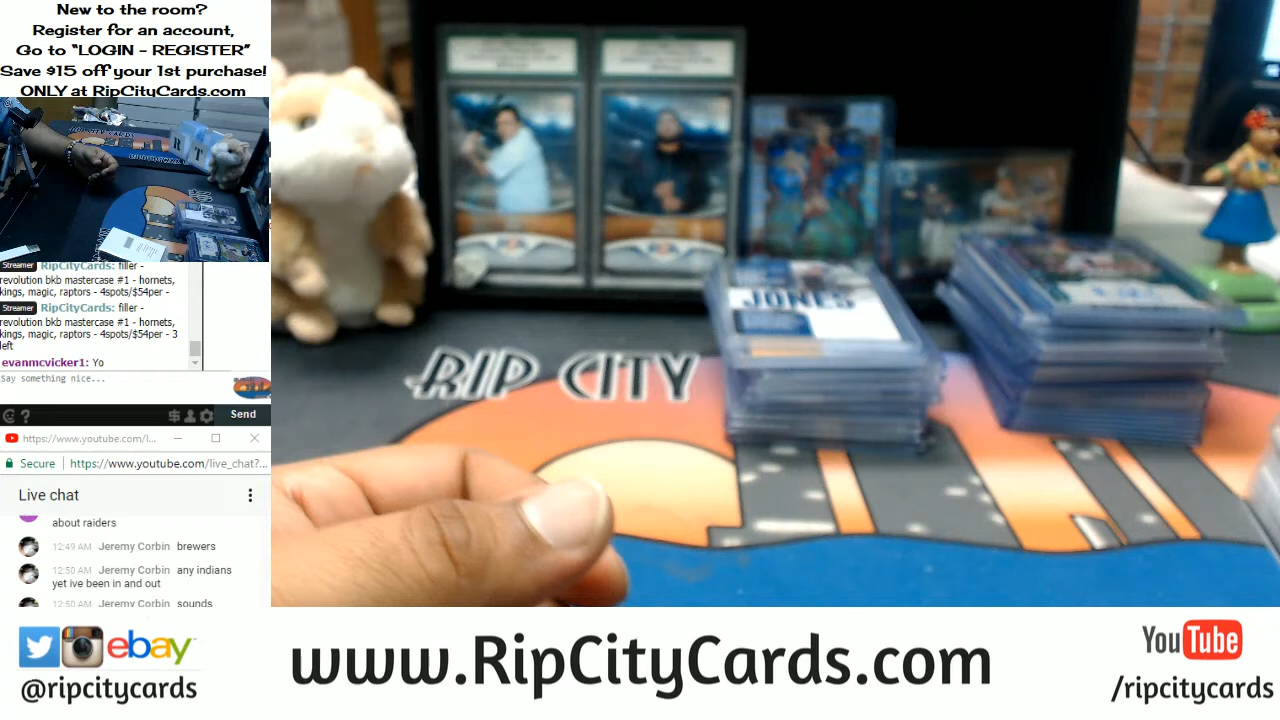 New to the room?
Register for an account,
Go to “LOGIN - REGISTER”
Save $15 off your 1st purchase!
ONLY at RipCityCards.com
RIP CITY CARDS
R T
Streamer RipCityCards: filler -
revolution bkb mastercase #1 - hornets,
kings, magic, raptors - 4spots/$54per -
Streamer RipCityCards: filler -
revolution bkb mastercase #1 - hornets,
kings, magic, raptors - 4spots/$54per - 3
left
evanmcvicker1: Yo
Say something nice...
Send
https://www.youtube.com/l...
Secure https://www.youtube.com/live_chat?...
Live chat
about raiders
12:49 AM Jeremy Corbin brewers
12:50 AM Jeremy Corbin any indians
yet ive been in and out
12:50 AM Jeremy Corbin sounds
JONES
RIP CITY
ebay
@ripcitycards
www.RipCityCards.com
YouTube
/ripcitycards